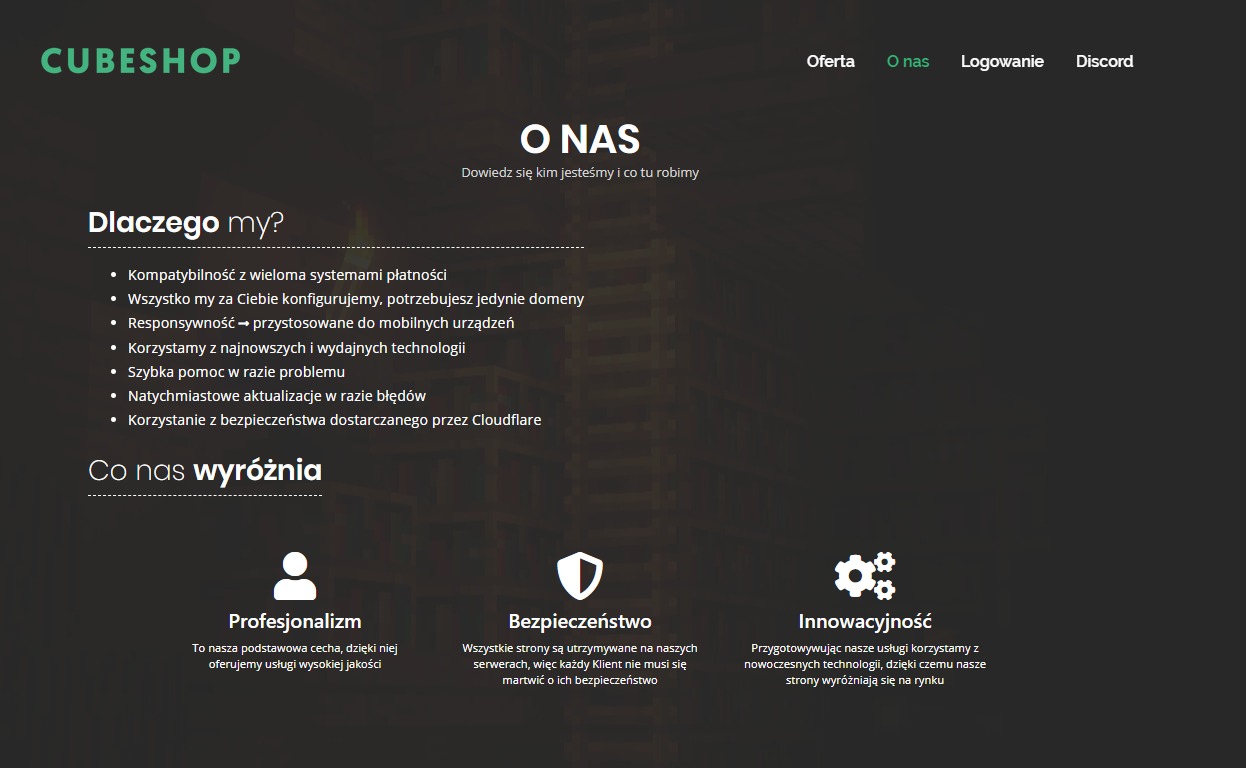 CUBESHOP
Oferta O nas Logowanie Discord
O NAS
Dowiedz się kim jesteśmy i co tu robimy
Dlaczego my?
• Kompatybilność z wieloma systemami płatności
• Wszystko my za Ciebie konfigurujemy, potrzebujesz jedynie domeny
• Responsywność ➞ przystosowane do mobilnych urządzeń
• Korzystamy z najnowszych i wydajnych technologii
• Szybka pomoc w razie problemu
• Natychmiastowe aktualizacje w razie błędów
• Korzystanie z bezpieczeństwa dostarczanego przez Cloudflare
Co nas wyróżnia
Profesjonalizm
To nasza podstawowa cecha, dzięki niej
oferujemy usługi wysokiej jakości
Bezpieczeństwo
Wszystkie strony są utrzymywane na naszych
serwerach, więc każdy Klient nie musi się
martwić o ich bezpieczeństwo
Innowacyjność
Przygotowywując nasze usługi korzystamy z
nowoczesnych technologii, dzięki czemu nasze
strony wyróżniają się na rynku